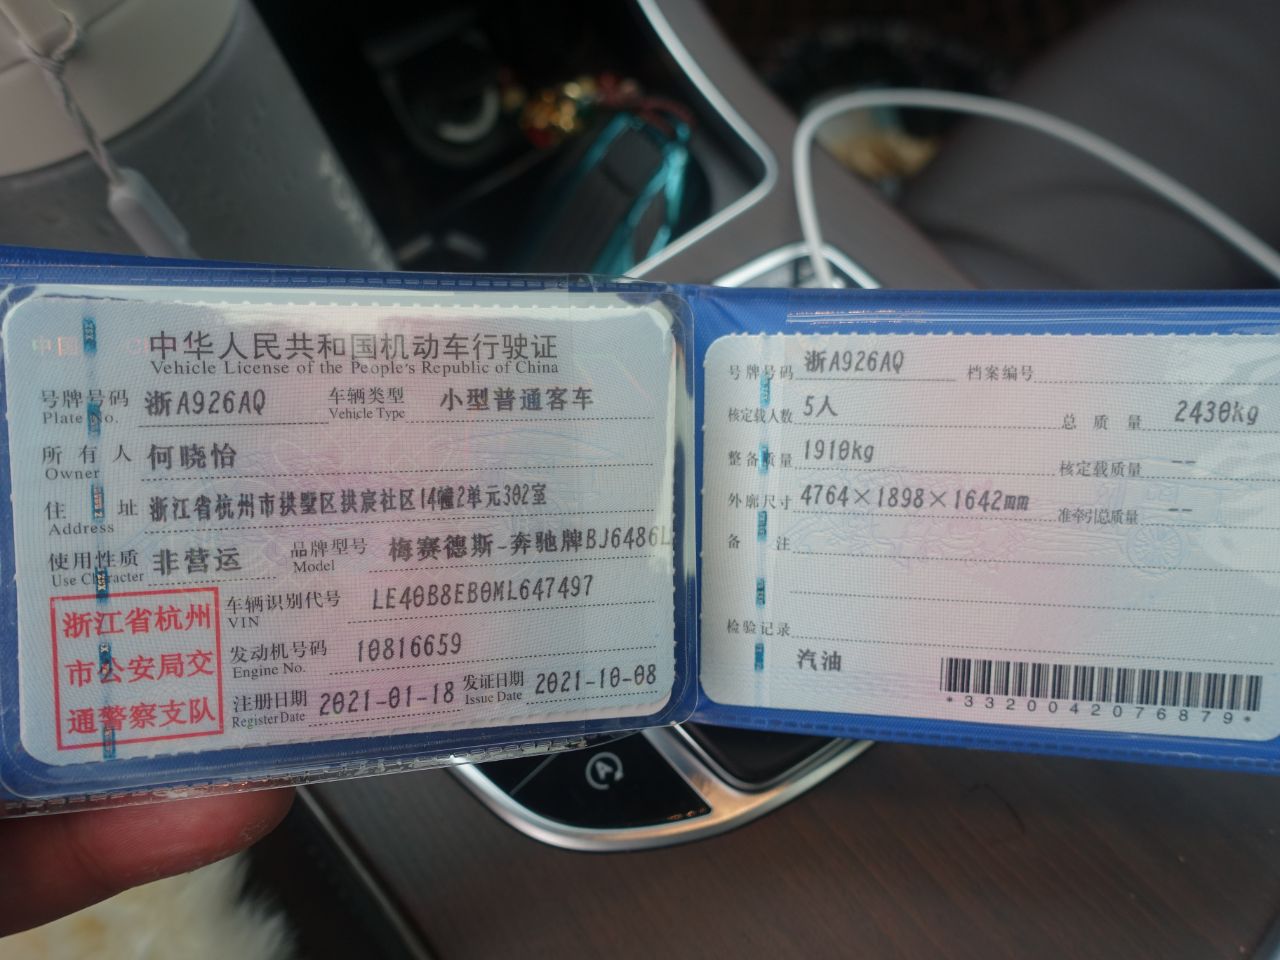 中华人民共和国机动车行驶证
Vehicle License of the People's Republic of China
号牌号码 浙A926AQ 车辆类型 小型普通客车
Plate No. Vehicle Type
所有人 何晓怡
Owner
住址 浙江省杭州市拱墅区拱宸社区14幢2单元302室
Address
使用性质 非营运 品牌型号 梅赛德斯-奔驰牌BJ6486L
Use Character Model
浙江省杭州
市公安局交
通警察支队
车辆识别代号 LE40B8EB0ML647497
VIN
发动机号码 10816659
Engine No.
注册日期 2021-01-18 发证日期 2021-10-08
Register Date Issue Date
号牌号码 浙A926AQ 档案编号
核定载人数 5人 总质量 2430kg
整备质量 1910kg 核定载质量 --
外廓尺寸 4764×1898×1642mm 准牵引总质量 --
备注
检验记录
汽油
*3320042076879*